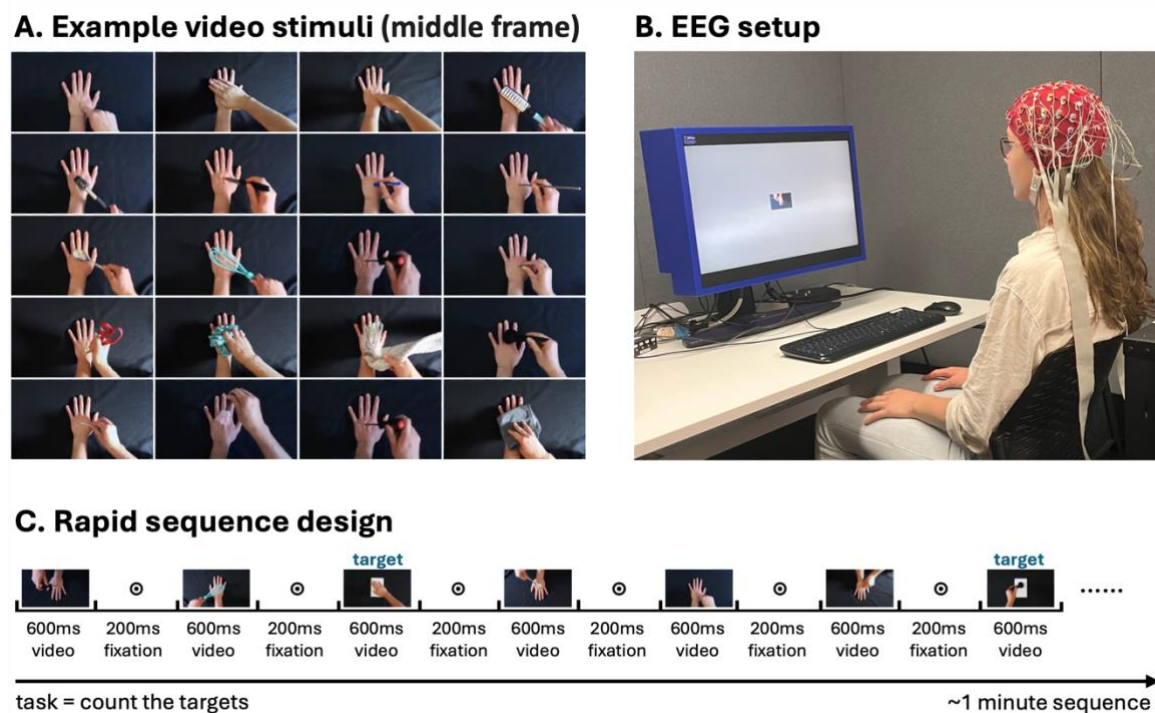 A. Example video stimuli (middle frame)
B. EEG setup
C. Rapid sequence design
target
target
600ms video
200ms fixation
600ms video
200ms fixation
600ms video
200ms fixation
600ms video
200ms fixation
600ms video
200ms fixation
600ms video
200ms fixation
600ms video
......
task = count the targets
~1 minute sequence